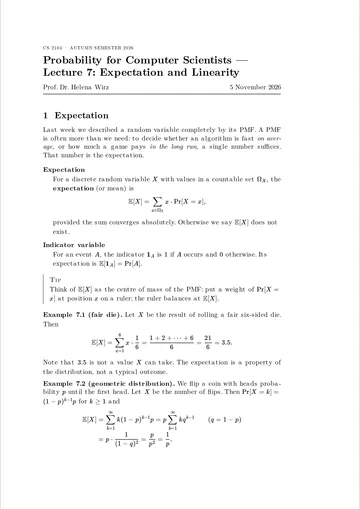 CS 2104 · AUTUMN SEMESTER 2026
Probability for Computer Scientists —
Lecture 7: Expectation and Linearity
Prof. Dr. Helena Wirz 5 November 2026
1 Expectation
Last week we described a random variable completely by its PMF. A PMF
is often more than we need: to decide whether an algorithm is fast on aver-
age, or how much a game pays in the long run, a single number suffices.
That number is the expectation.
Expectation
For a discrete random variable X with values in a countable set Ω_X, the
expectation (or mean) is
𝔼[X] = ∑_{x∈Ω_X} x · Pr[X = x],
provided the sum converges absolutely. Otherwise we say 𝔼[X] does not
exist.
Indicator variable
For an event A, the indicator 𝟏_A is 1 if A occurs and 0 otherwise. Its
expectation is 𝔼[𝟏_A] = Pr[A].
TIP
Think of 𝔼[X] as the centre of mass of the PMF: put a weight of Pr[X =
x] at position x on a ruler; the ruler balances at 𝔼[X].
Example 7.1 (fair die). Let X be the result of rolling a fair six-sided die.
Then
𝔼[X] = ∑_{x=1}^{6} x · 1/6 = (1 + 2 + ⋯ + 6)/6 = 21/6 = 3.5.
Note that 3.5 is not a value X can take. The expectation is a property of
the distribution, not a typical outcome.
Example 7.2 (geometric distribution). We flip a coin with heads proba-
bility p until the first head. Let X be the number of flips. Then Pr[X = k] =
(1 − p)^{k−1}p for k ≥ 1 and
𝔼[X] = ∑_{k=1}^{∞} k(1 − p)^{k−1}p = p ∑_{k=1}^{∞} kq^{k−1} (q = 1 − p)
= p · 1/(1 − q)² = p/p² = 1/p.